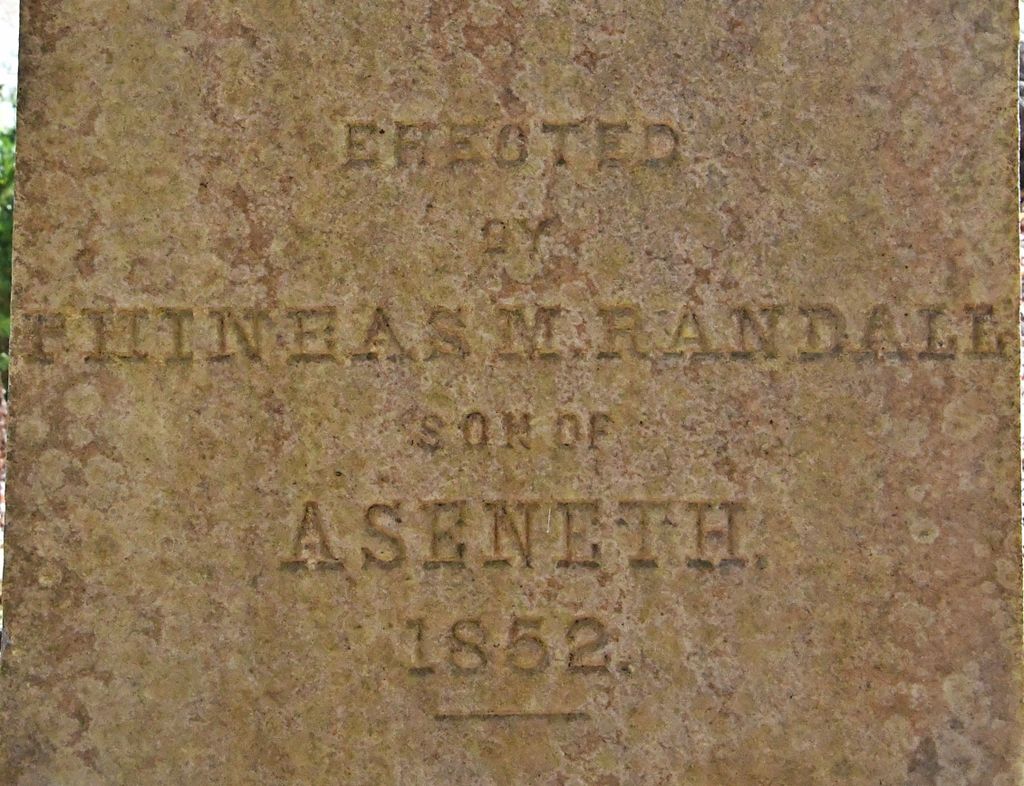 ERECTED
BY
PHINEAS M. RANDALL
SON OF
ASENETH.
1852.